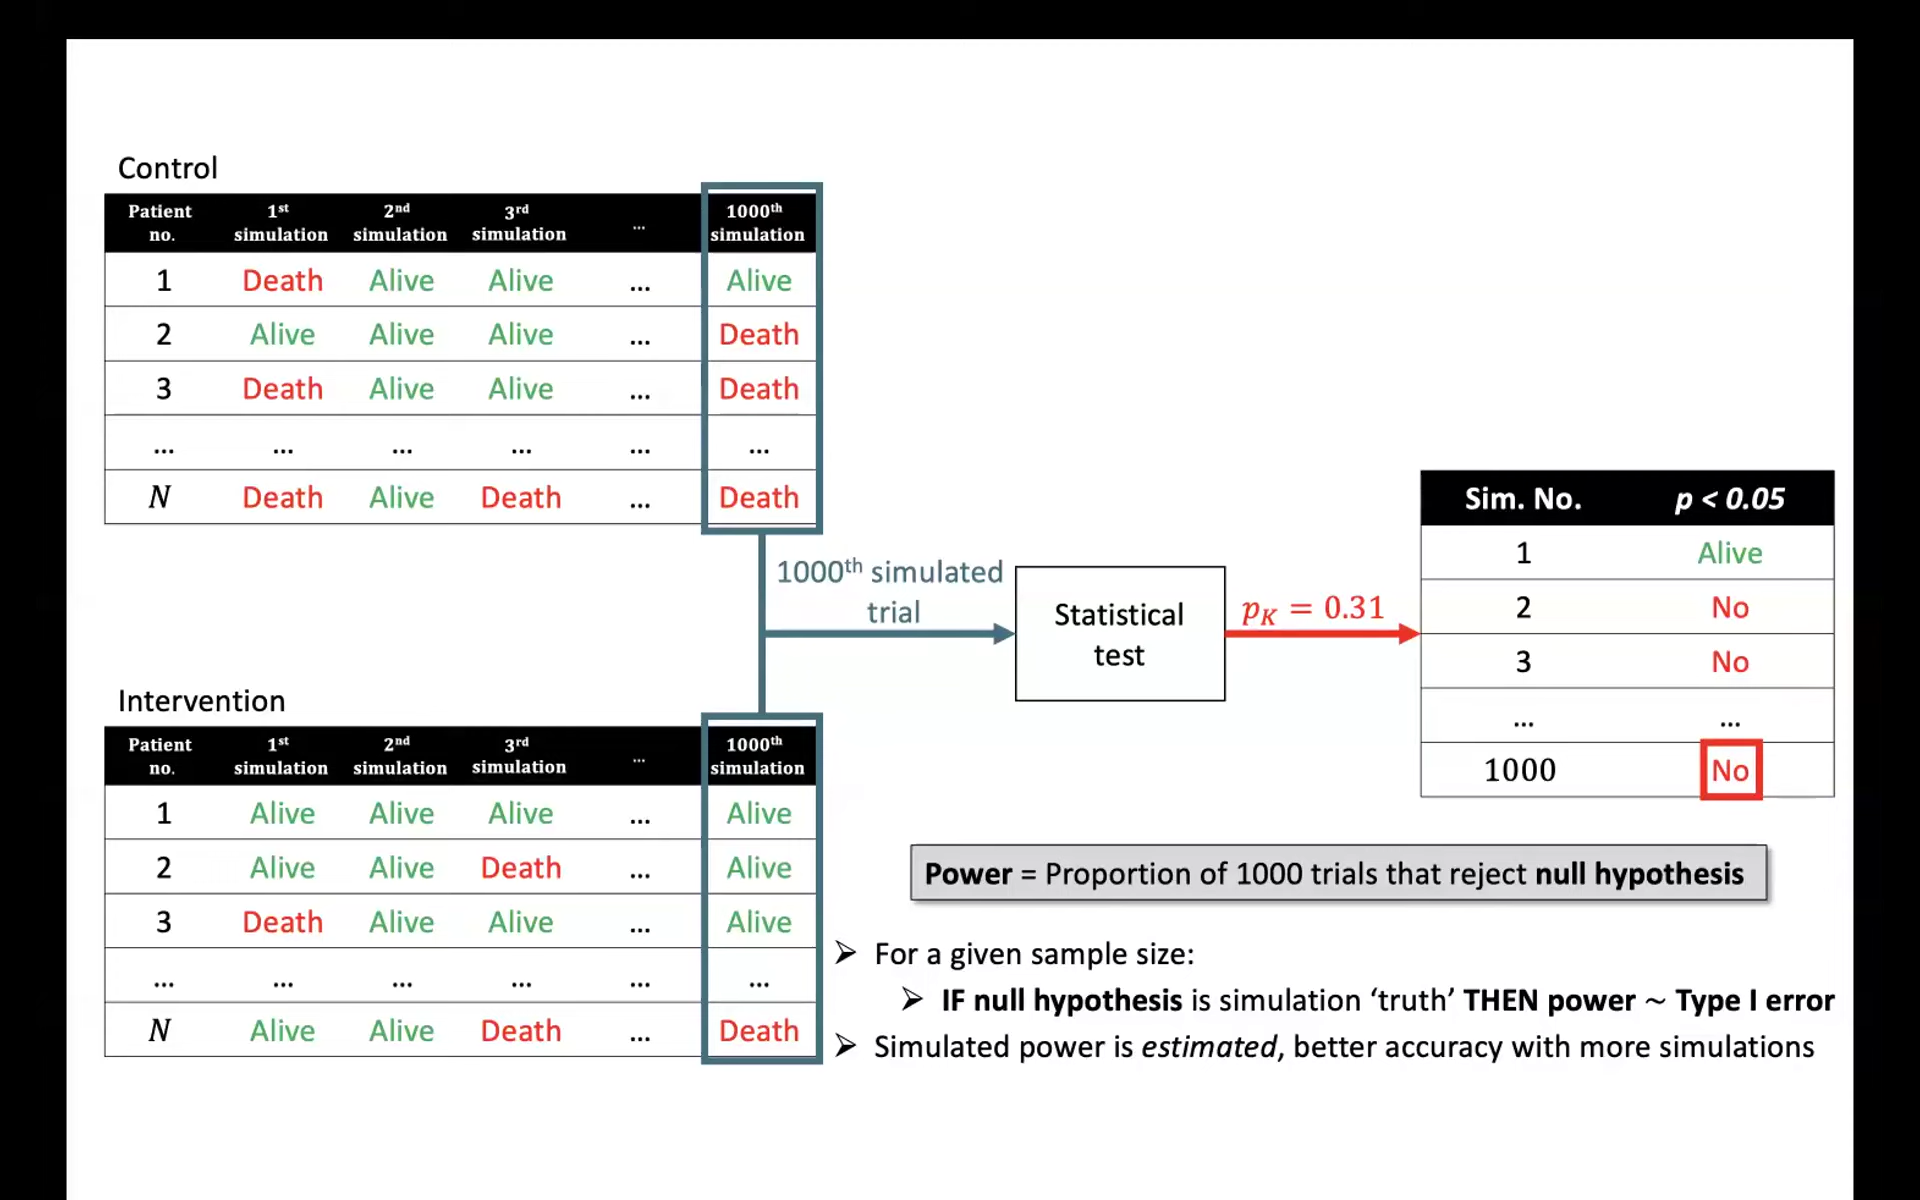 Control
Patient no. 1st simulation 2nd simulation 3rd simulation ... 1000th simulation
1 Death Alive Alive ... Alive
2 Alive Alive Alive ... Death
3 Death Alive Alive ... Death
... ... ... ... ... ...
N Death Alive Death ... Death
1000th simulated
trial
Statistical
test
pK = 0.31
Sim. No. p < 0.05
1 Alive
2 No
3 No
... ...
1000 No
Intervention
Patient no. 1st simulation 2nd simulation 3rd simulation ... 1000th simulation
1 Alive Alive Alive ... Alive
2 Alive Alive Death ... Alive
3 Death Alive Alive ... Alive
... ... ... ... ... ...
N Alive Alive Death ... Death
Power = Proportion of 1000 trials that reject null hypothesis
➢ For a given sample size:
➢ IF null hypothesis is simulation ‘truth’ THEN power ~ Type I error
➢ Simulated power is estimated, better accuracy with more simulations